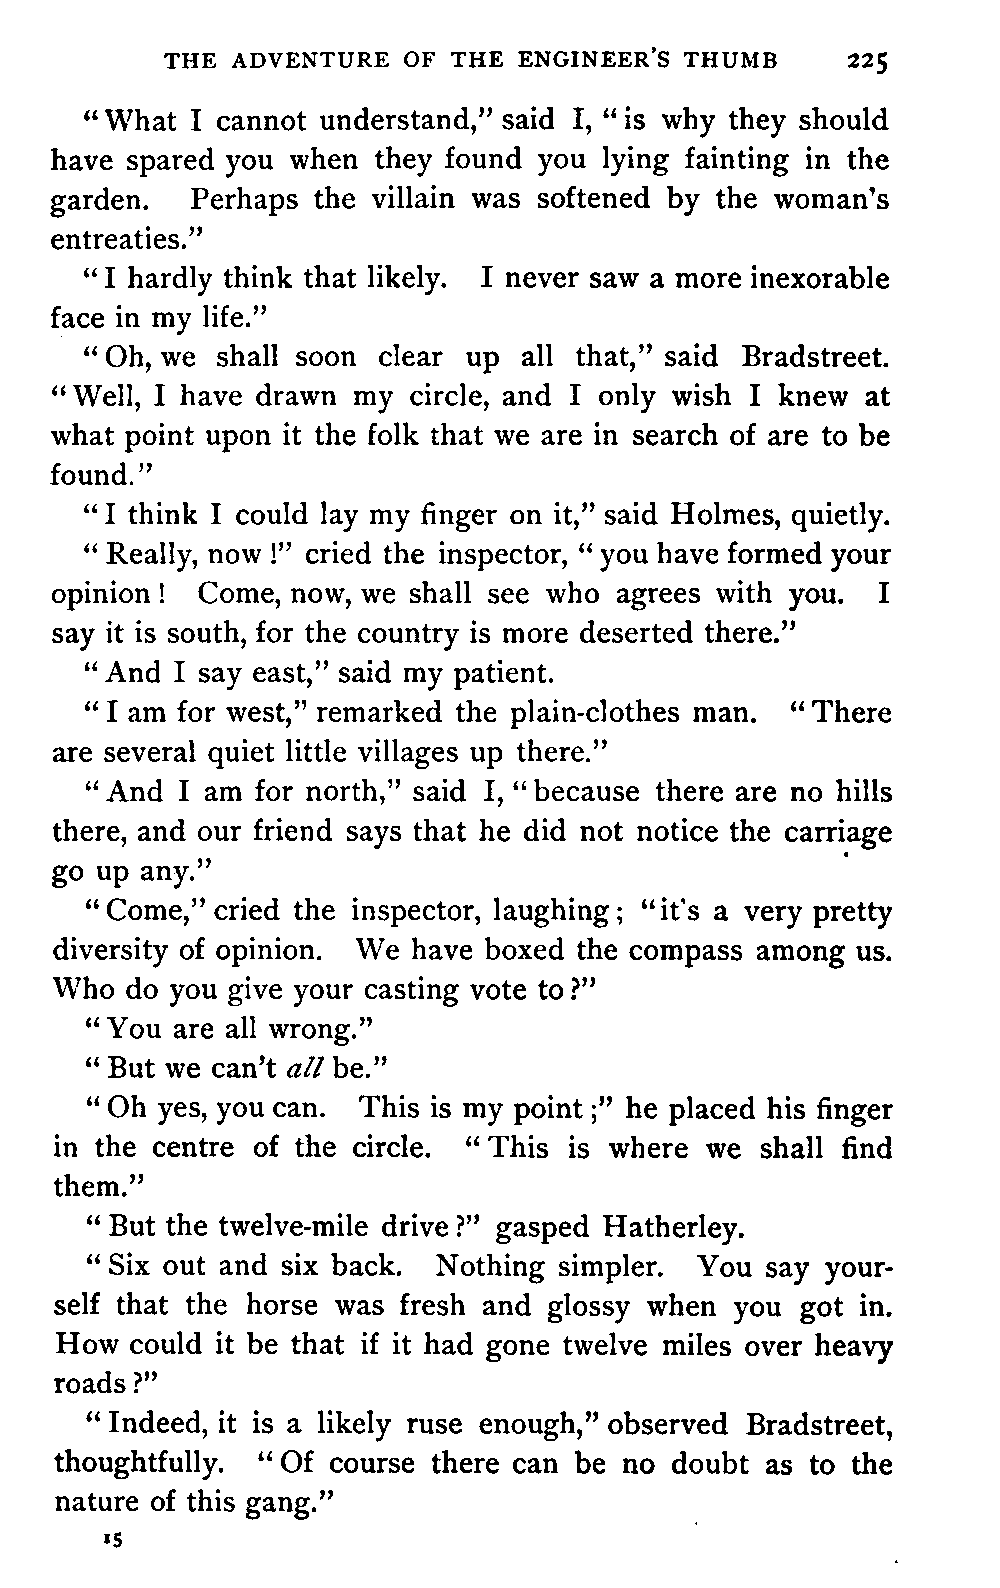 THE ADVENTURE OF THE ENGINEER'S THUMB 225
"What I cannot understand," said I, "is why they should
have spared you when they found you lying fainting in the
garden. Perhaps the villain was softened by the woman's
entreaties."
"I hardly think that likely. I never saw a more inexorable
face in my life."
"Oh, we shall soon clear up all that," said Bradstreet.
"Well, I have drawn my circle, and I only wish I knew at
what point upon it the folk that we are in search of are to be
found."
"I think I could lay my finger on it," said Holmes, quietly.
"Really, now !" cried the inspector, "you have formed your
opinion ! Come, now, we shall see who agrees with you. I
say it is south, for the country is more deserted there."
"And I say east," said my patient.
"I am for west," remarked the plain-clothes man. "There
are several quiet little villages up there."
"And I am for north," said I, "because there are no hills
there, and our friend says that he did not notice the carriage
go up any."
"Come," cried the inspector, laughing ; "it's a very pretty
diversity of opinion. We have boxed the compass among us.
Who do you give your casting vote to ?"
"You are all wrong."
"But we can't all be."
"Oh yes, you can. This is my point ;" he placed his finger
in the centre of the circle. "This is where we shall find
them."
"But the twelve-mile drive ?" gasped Hatherley.
"Six out and six back. Nothing simpler. You say your-
self that the horse was fresh and glossy when you got in.
How could it be that if it had gone twelve miles over heavy
roads ?"
"Indeed, it is a likely ruse enough," observed Bradstreet,
thoughtfully. "Of course there can be no doubt as to the
nature of this gang."
15